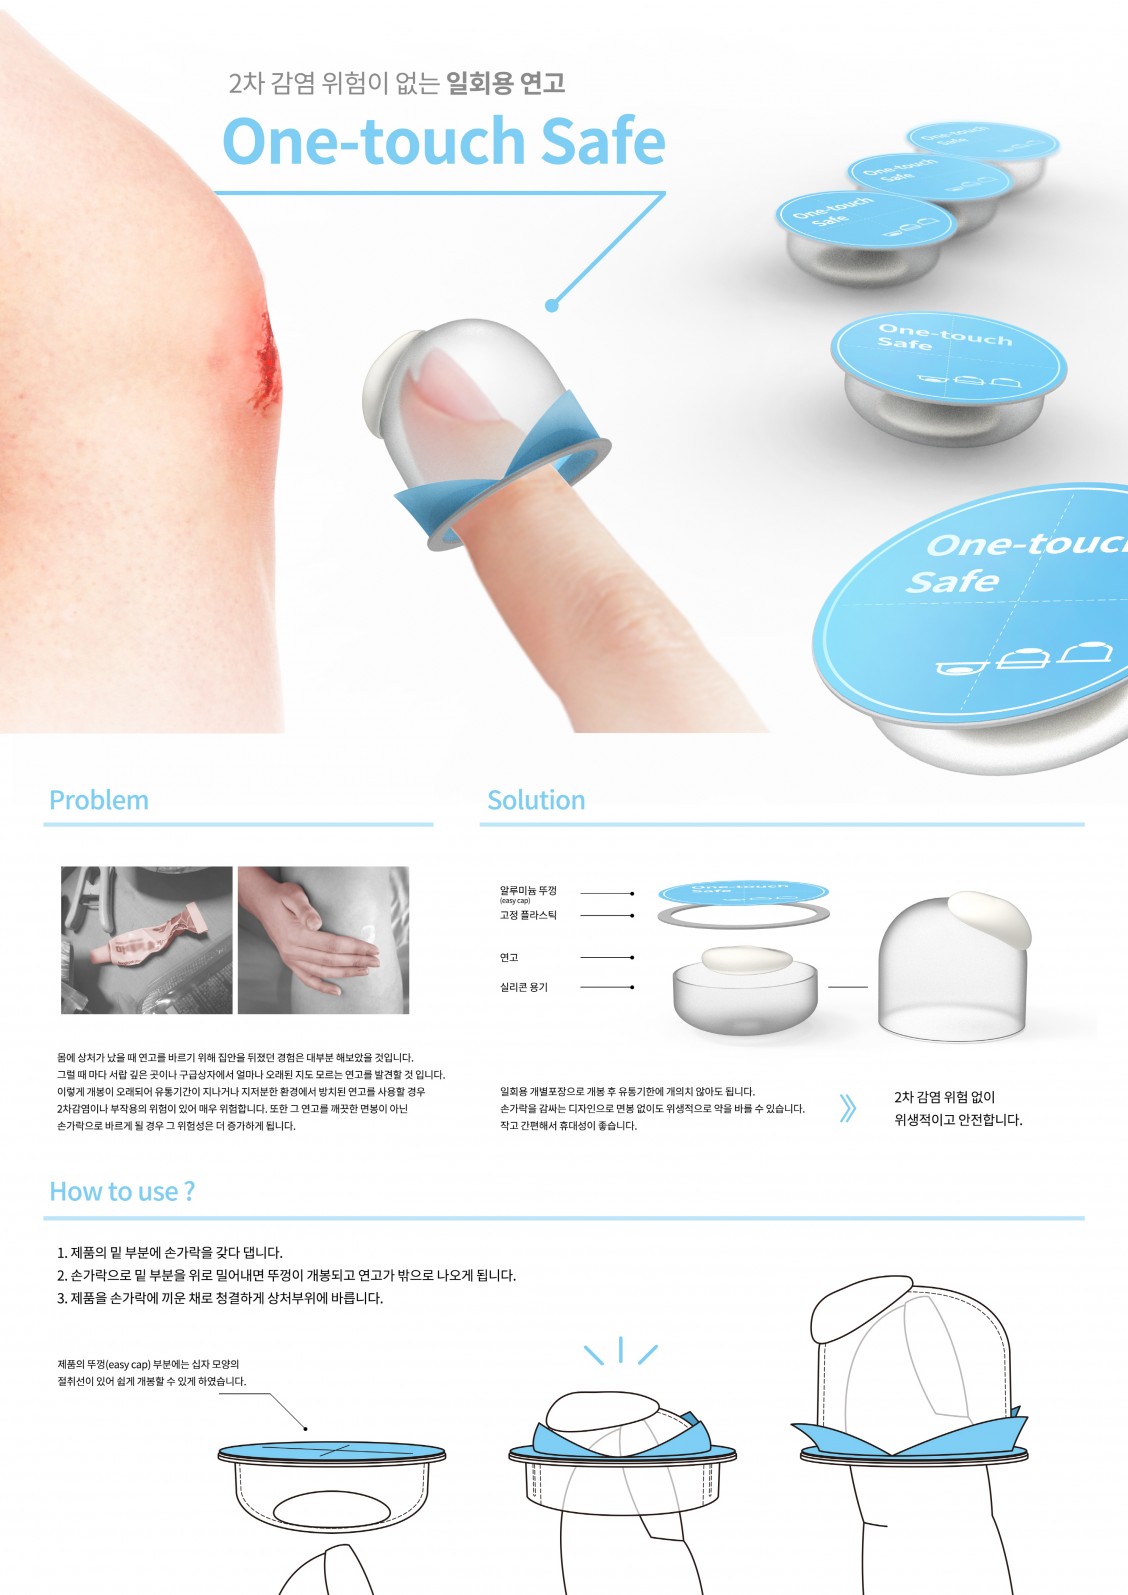 2차 감염 위험이 없는 일회용 연고
One-touch Safe
One-touch
Safe
One-touch
Safe
One-touch
Safe
One-touch
Safe
One-touc
Safe
Problem
Solution
알루미늄 뚜껑
(easy cap)
고정 플라스틱
연고
실리콘 용기
One-touch
Safe
몸에 상처가 났을 때 연고를 바르기 위해 집안을 뒤졌던 경험은 대부분 해보았을 것입니다.
그럴 때 마다 서랍 깊은 곳이나 구급상자에서 얼마나 오래된 지도 모르는 연고를 발견할 것 입니다.
이렇게 개봉이 오래되어 유통기간이 지나거나 지저분한 환경에서 방치된 연고를 사용할 경우
2차감염이나 부작용의 위험이 있어 매우 위험합니다. 또한 그 연고를 깨끗한 면봉이 아닌
손가락으로 바르게 될 경우 그 위험성은 더 증가하게 됩니다.
일회용 개별포장으로 개봉 후 유통기한에 개의치 않아도 됩니다.
손가락을 감싸는 디자인으로 면봉 없이도 위생적으로 약을 바를 수 있습니다.
작고 간편해서 휴대성이 좋습니다.
2차 감염 위험 없이
위생적이고 안전합니다.
How to use ?
1. 제품의 밑 부분에 손가락을 갖다 댑니다.
2. 손가락으로 밑 부분을 위로 밀어내면 뚜껑이 개봉되고 연고가 밖으로 나오게 됩니다.
3. 제품을 손가락에 끼운 채로 청결하게 상처부위에 바릅니다.
제품의 뚜껑(easy cap) 부분에는 십자 모양의
절취선이 있어 쉽게 개봉할 수 있게 하였습니다.